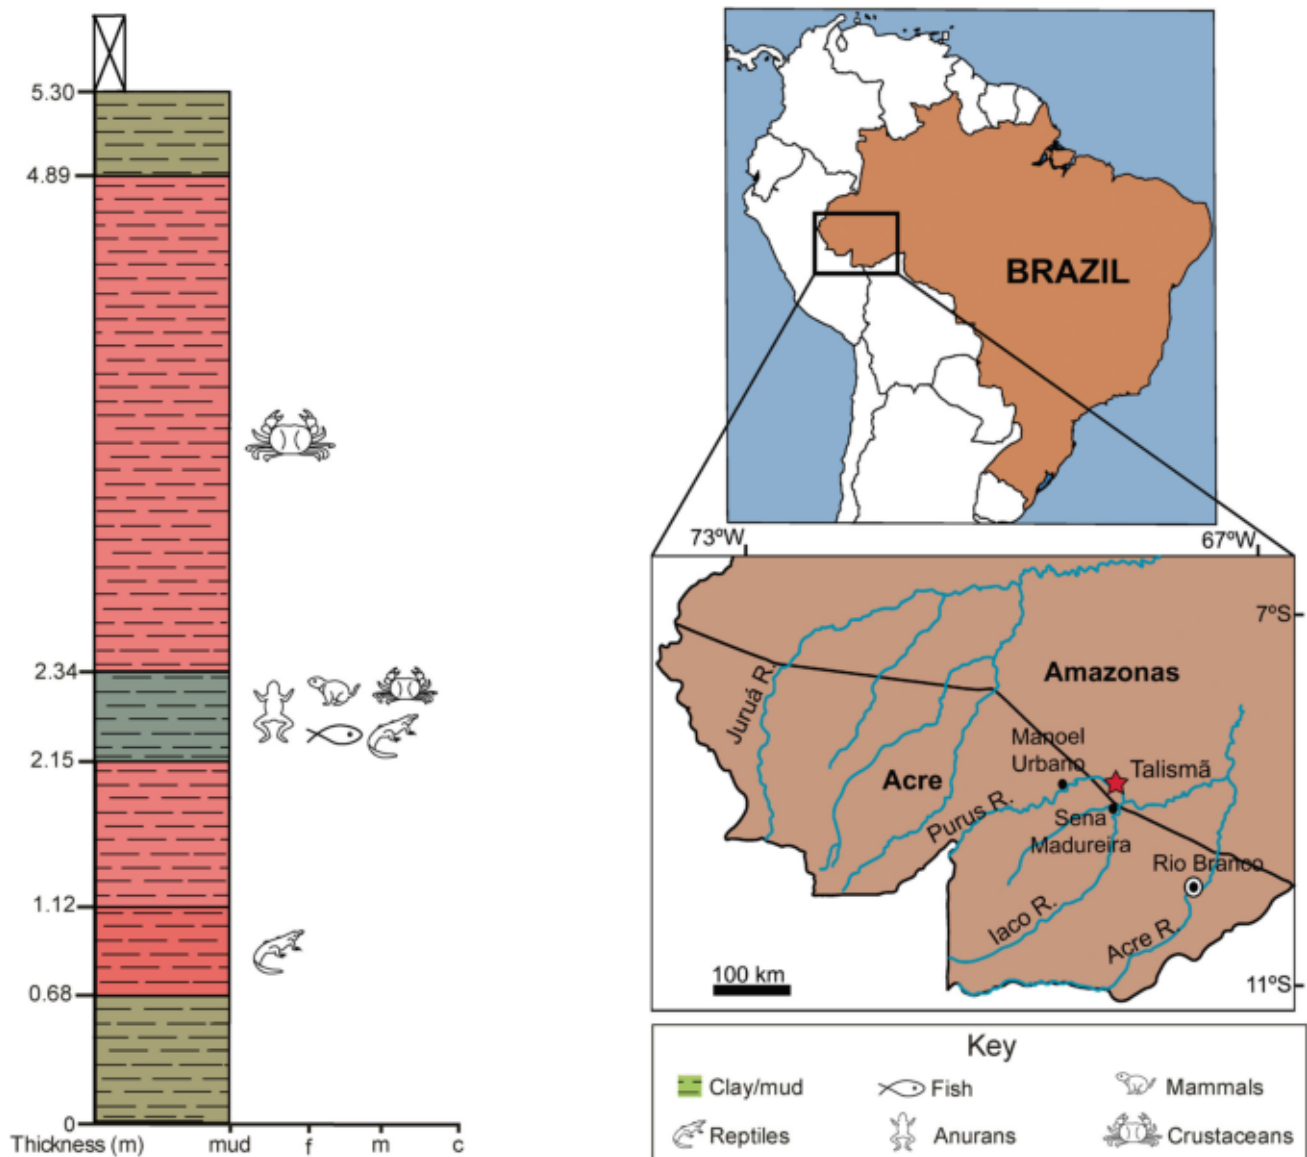 5.30
4.89
2.34
2.15
1.12
0.68
0
Thickness (m) mud f m c
BRAZIL
73ºW 67ºW
7ºS
Amazonas
Juruá R.
Manoel
Urbano
Talismã
Acre
Purus R.
Sena
Madureira
Rio Branco
Iaco R.
Acre R.
100 km
11ºS
Key
Clay/mud Fish Mammals
Reptiles Anurans Crustaceans